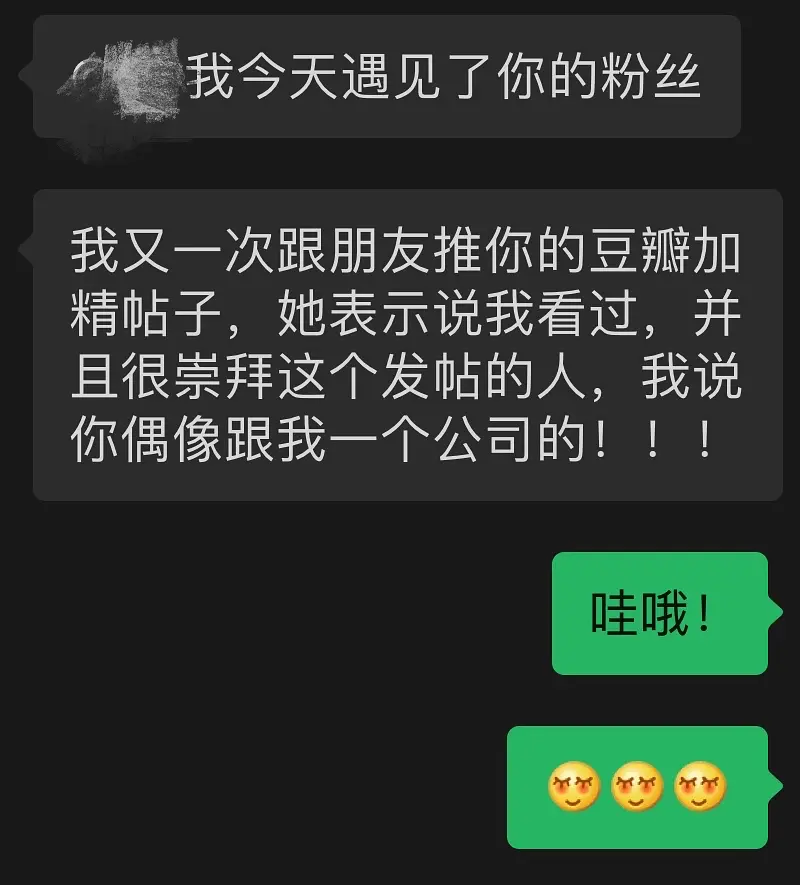 我今天遇见了你的粉丝
我又一次跟朋友推你的豆瓣加
精帖子，她表示说我看过，并
且很崇拜这个发帖的人，我说
你偶像跟我一个公司的！！！
哇哦！